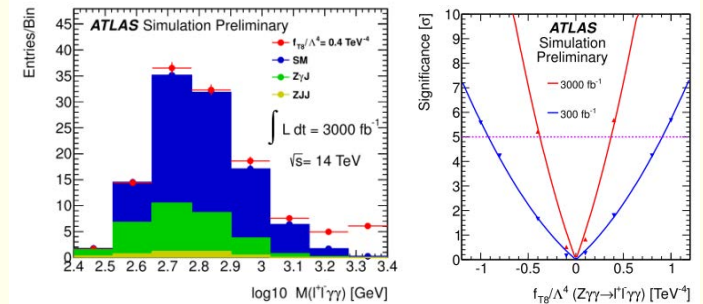 Entries/Bin
45
40
35
30
25
20
15
10
5
0
2.4 2.5 2.6 2.7 2.8 2.9 3 3.1 3.2 3.3 3.4
log10 M(l⁺l⁻γγ) [GeV]
ATLAS Simulation Preliminary
f_T8/Λ⁴ = 0.4 TeV⁻⁴
SM
ZγJ
ZJJ
∫ L dt = 3000 fb⁻¹
√s = 14 TeV
Significance [σ]
10
9
8
7
6
5
4
3
2
1
0
-1 -0.5 0 0.5 1
f_T8/Λ⁴ (Zγγ→l⁺l⁻γγ) [TeV⁻⁴]
ATLAS
Simulation
Preliminary
3000 fb⁻¹
300 fb⁻¹